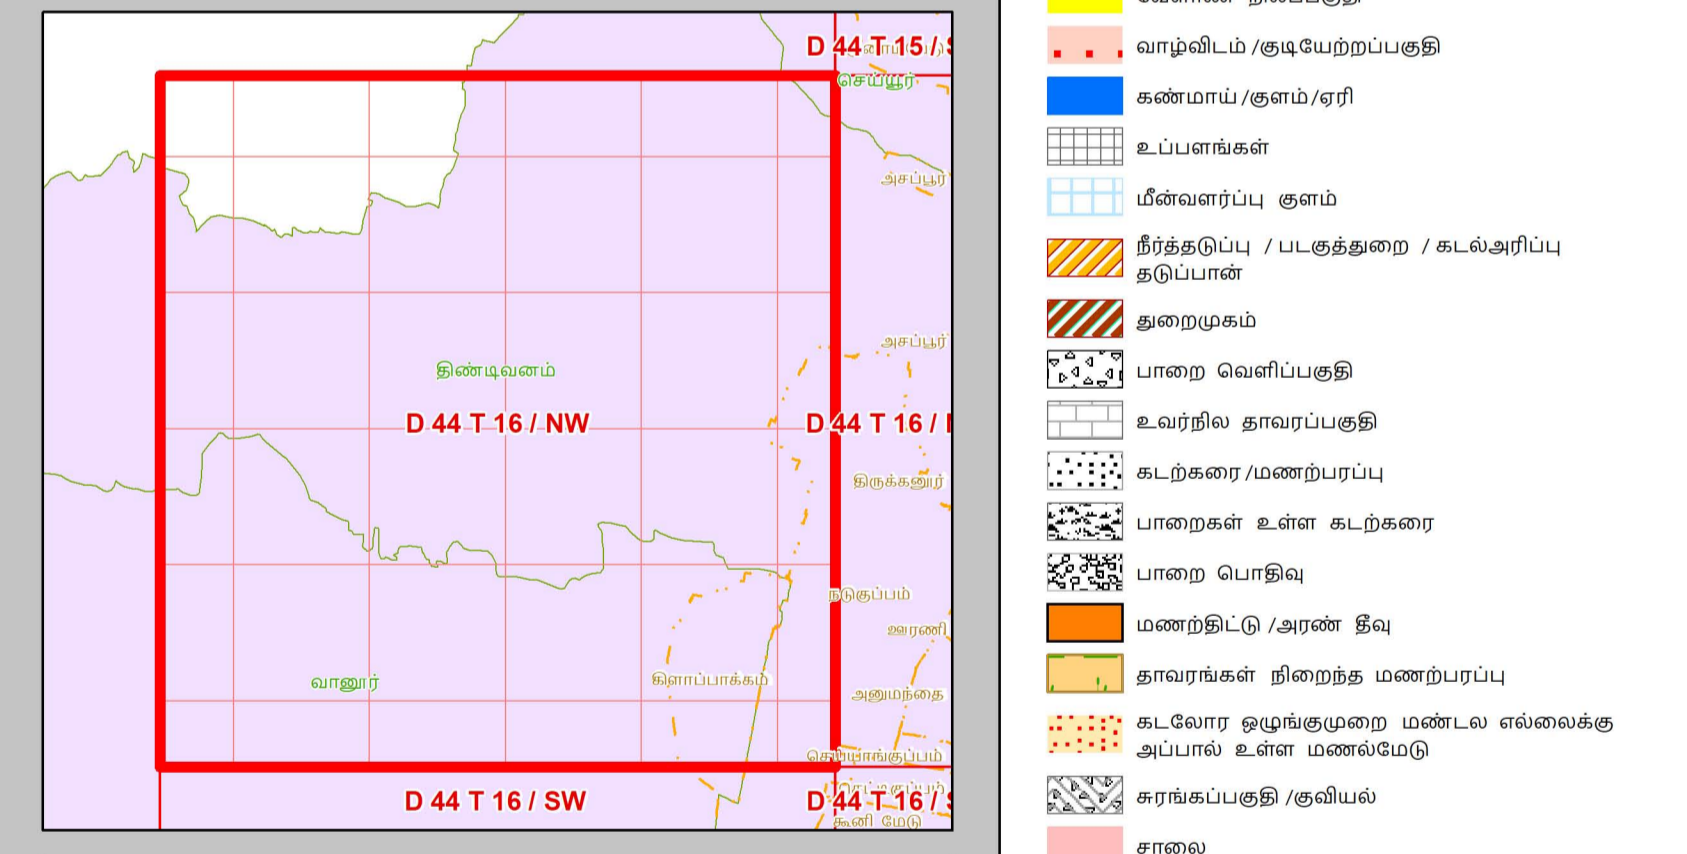 D 44 T 15 / S
செய்யூர்
அசப்பூர்
அசப்பூர்
திண்டிவனம்
D 44 T 16 / NW
D 44 T 16 / N
திருக்கனூர்
நடுகுப்பம்
ஊரணி
வானூர்
கிளாப்பாக்கம்
அனுமந்தை
செய்யாங்குப்பம்
D 44 T 16 / SW
D 44 T 16 / S
கூனி மேடு
வேளாண் நிலப்பகுதி
வாழ்விடம் /குடியேற்றப்பகுதி
கண்மாய் /குளம் /ஏரி
உப்பளங்கள்
மீன்வளர்ப்பு குளம்
நீர்த்தடுப்பு / படகுத்துறை / கடல்அரிப்பு
தடுப்பான்
துறைமுகம்
பாறை வெளிப்பகுதி
உவர்நில தாவரப்பகுதி
கடற்கரை /மணற்பரப்பு
பாறைகள் உள்ள கடற்கரை
பாறை பொதிவு
மணற்திட்டு /அரண் தீவு
தாவரங்கள் நிறைந்த மணற்பரப்பு
கடலோர ஒழுங்குமுறை மண்டல எல்லைக்கு
அப்பால் உள்ள மணல்மேடு
சுரங்கப்பகுதி /குவியல்
சாலை